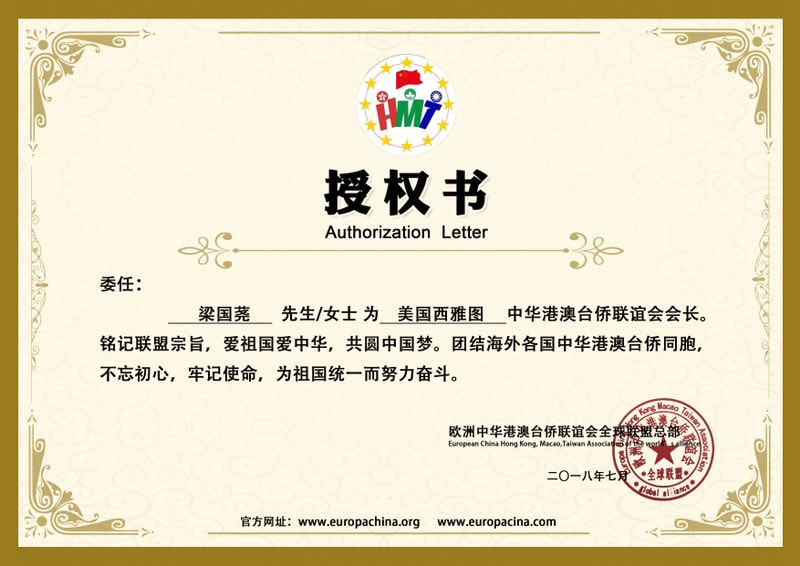 HMT
授权书
Authorization Letter
委任：
梁国荛 先生/女士 为 美国西雅图 中华港澳台侨联谊会会长。
铭记联盟宗旨，爱祖国爱中华，共圆中国梦。团结海外各国中华港澳台侨同胞，
不忘初心，牢记使命，为祖国统一而努力奋斗。
欧洲中华港澳台侨联谊会全球联盟总部
European China Hong Kong, Macao,Taiwan Association of the world's alliance
全球联盟
global alliance
二〇一八年七月
官方网址：www.europachina.org www.europacina.com